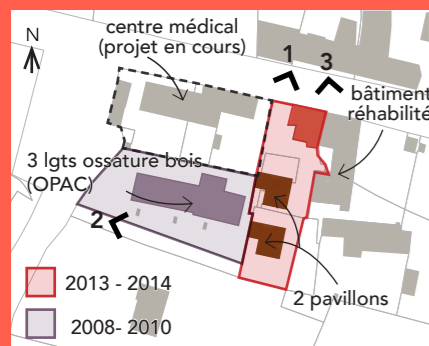 N
centre médical
(projet en cours)
1
3
bâtiment
réhabilité
3 lgts ossature bois
(OPAC)
2
2 pavillons
2013 - 2014
2008- 2010